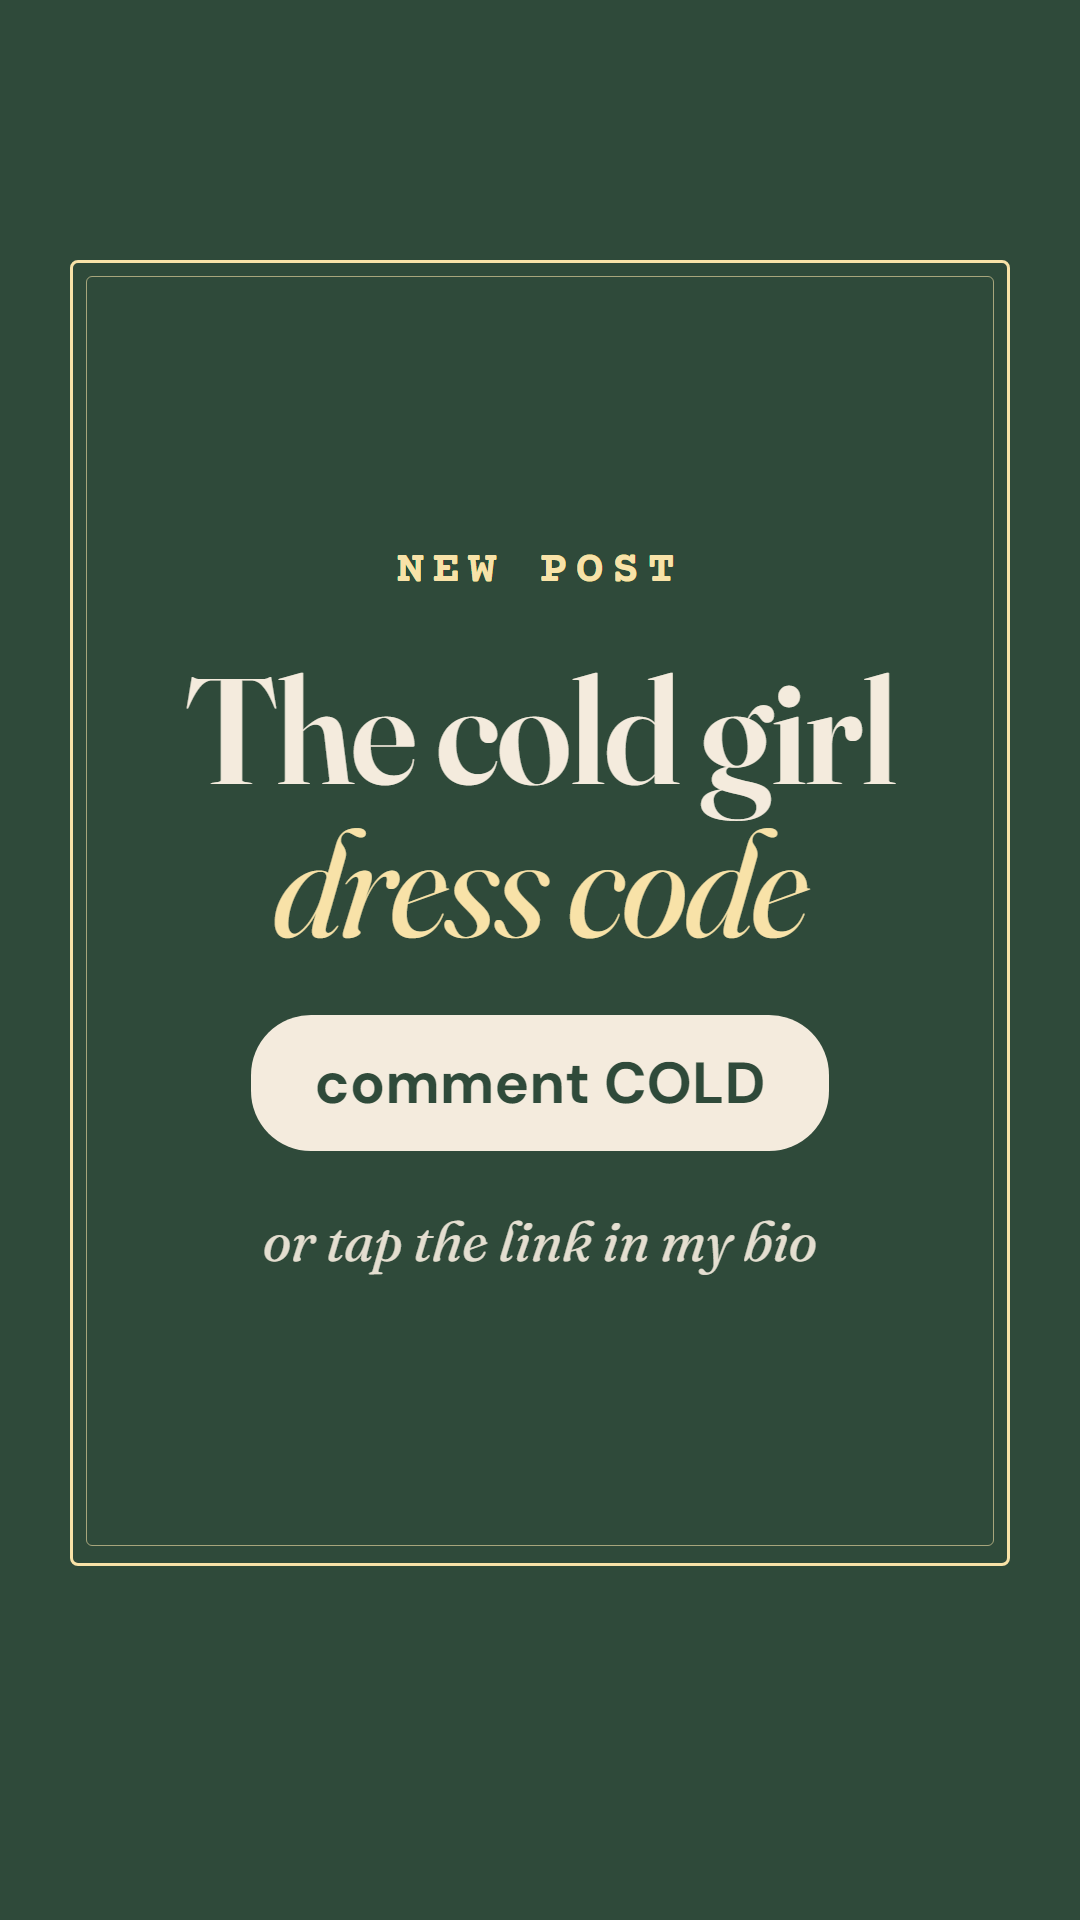 NEW POST
The cold girl
dress code
comment COLD
or tap the link in my bio